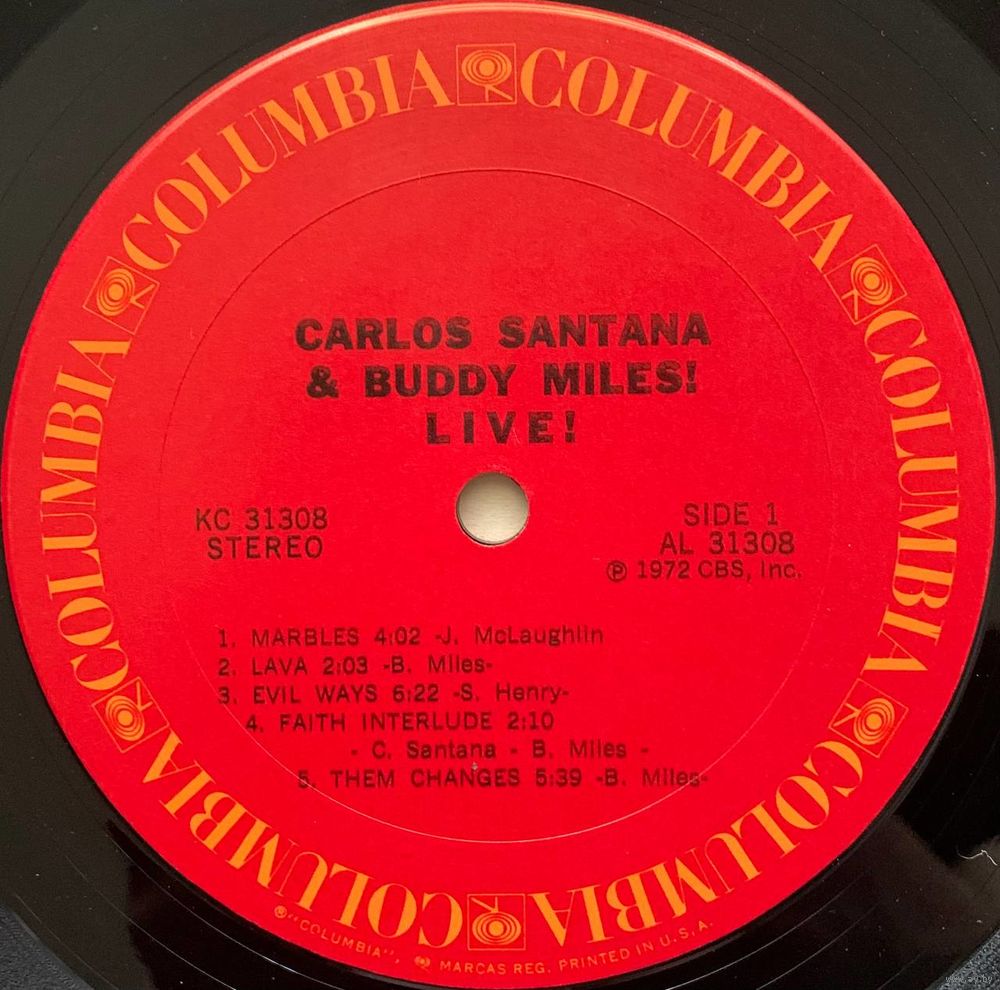 COLUMBIA COLUMBIA COLUMBIA COLUMBIA COLUMBIA COLUMBIA COLUMBIA COLUMBIA
CARLOS SANTANA
& BUDDY MILES!
LIVE!
KC 31308
STEREO
SIDE 1
AL 31308
Ⓟ 1972 CBS, Inc.
1. MARBLES 4:02 -J. McLaughlin
2. LAVA 2:03 -B. Miles-
3. EVIL WAYS 6:22 -S. Henry-
4. FAITH INTERLUDE 2:10
- C. Santana - B. Miles -
5. THEM CHANGES 5:39 -B. Miles-
®"COLUMBIA", MARCAS REG. PRINTED IN U.S.A.